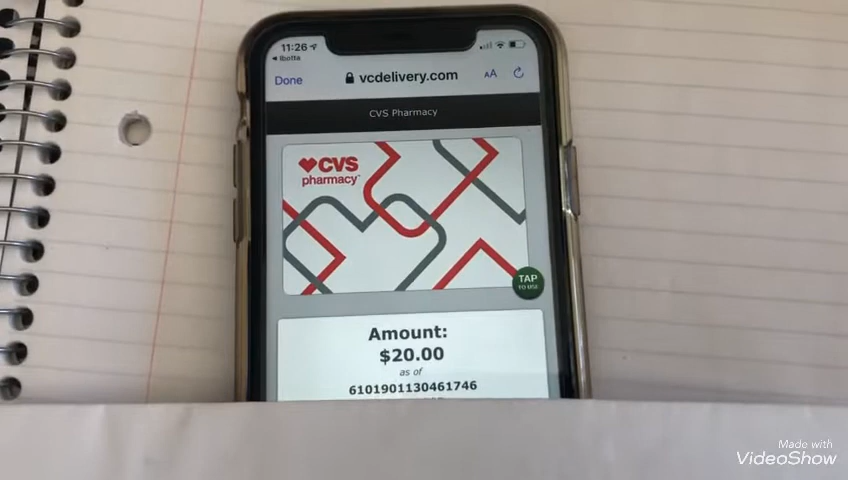 11:26
Ibotta
Done
vcdelivery.com
AA
CVS Pharmacy
CVS
pharmacy
TAP
TO USE
Amount:
$20.00
as of
6101901130461746
Made with
VideoShow